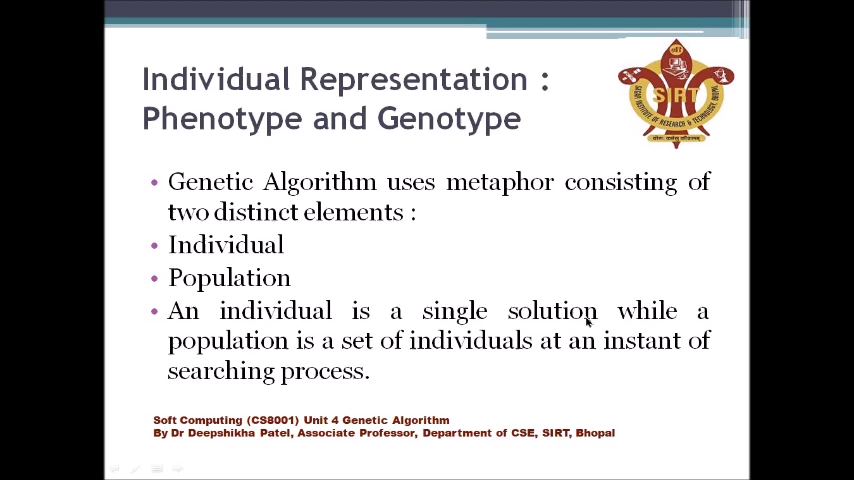 Individual Representation :
Phenotype and Genotype
SIRT
• Genetic Algorithm uses metaphor consisting of
two distinct elements :
• Individual
• Population
• An individual is a single solution while a
population is a set of individuals at an instant of
searching process.
Soft Computing (CS8001) Unit 4 Genetic Algorithm
By Dr Deepshikha Patel, Associate Professor, Department of CSE, SIRT, Bhopal